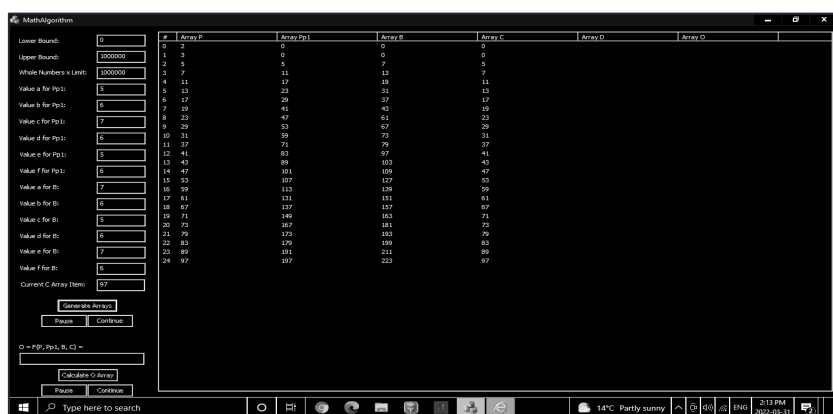 MathAlgorithm
Lower Bound: 0
Upper Bound: 1000000
Whole Numbers x Limit: 1000000
Value a for Pp1: 5
Value b for Pp1: 6
Value c for Pp1: 7
Value d for Pp1: 6
Value e for Pp1: 5
Value f for Pp1: 6
Value a for B: 7
Value b for B: 6
Value c for B: 5
Value d for B: 6
Value e for B: 7
Value f for B: 6
Current C Array Item: 97
Generate Arrays
Pause Continue
O = F(P, Pp1, B, C) =
Calculate O Array
Pause Continue
# Array P Array Pp1 Array B Array C Array D Array O
0 2 0 0 0
1 3 0 0 0
2 5 5 7 5
3 7 11 13 7
4 11 17 19 11
5 13 23 31 13
6 17 29 37 17
7 19 41 43 19
8 23 47 61 23
9 29 53 67 29
10 31 59 73 31
11 37 71 79 37
12 41 83 97 41
13 43 89 103 43
14 47 101 109 47
15 53 107 127 53
16 59 113 139 59
17 61 131 151 61
18 67 137 157 67
19 71 149 163 71
20 73 167 181 73
21 79 173 193 79
22 83 179 199 83
23 89 191 211 89
24 97 197 223 97
Type here to search
14°C Partly sunny
ENG
2:13 PM
2022-03-31